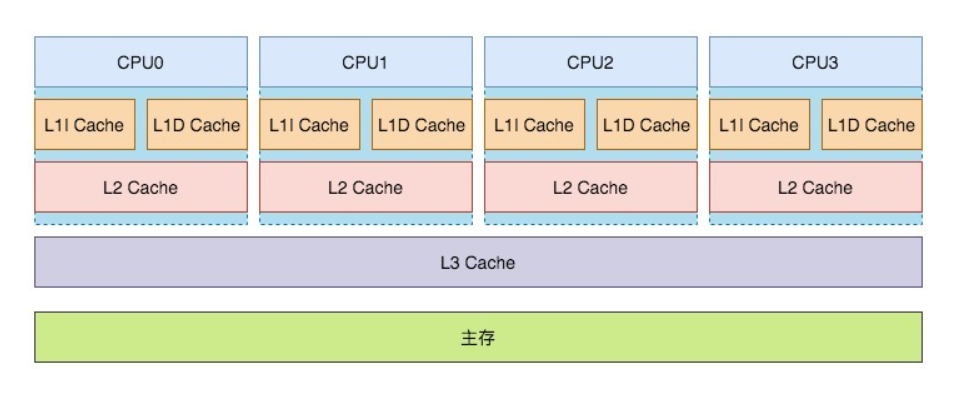 CPU0 CPU1 CPU2 CPU3
L1I Cache L1D Cache L1I Cache L1D Cache L1I Cache L1D Cache L1I Cache L1D Cache
L2 Cache L2 Cache L2 Cache L2 Cache
L3 Cache
主存